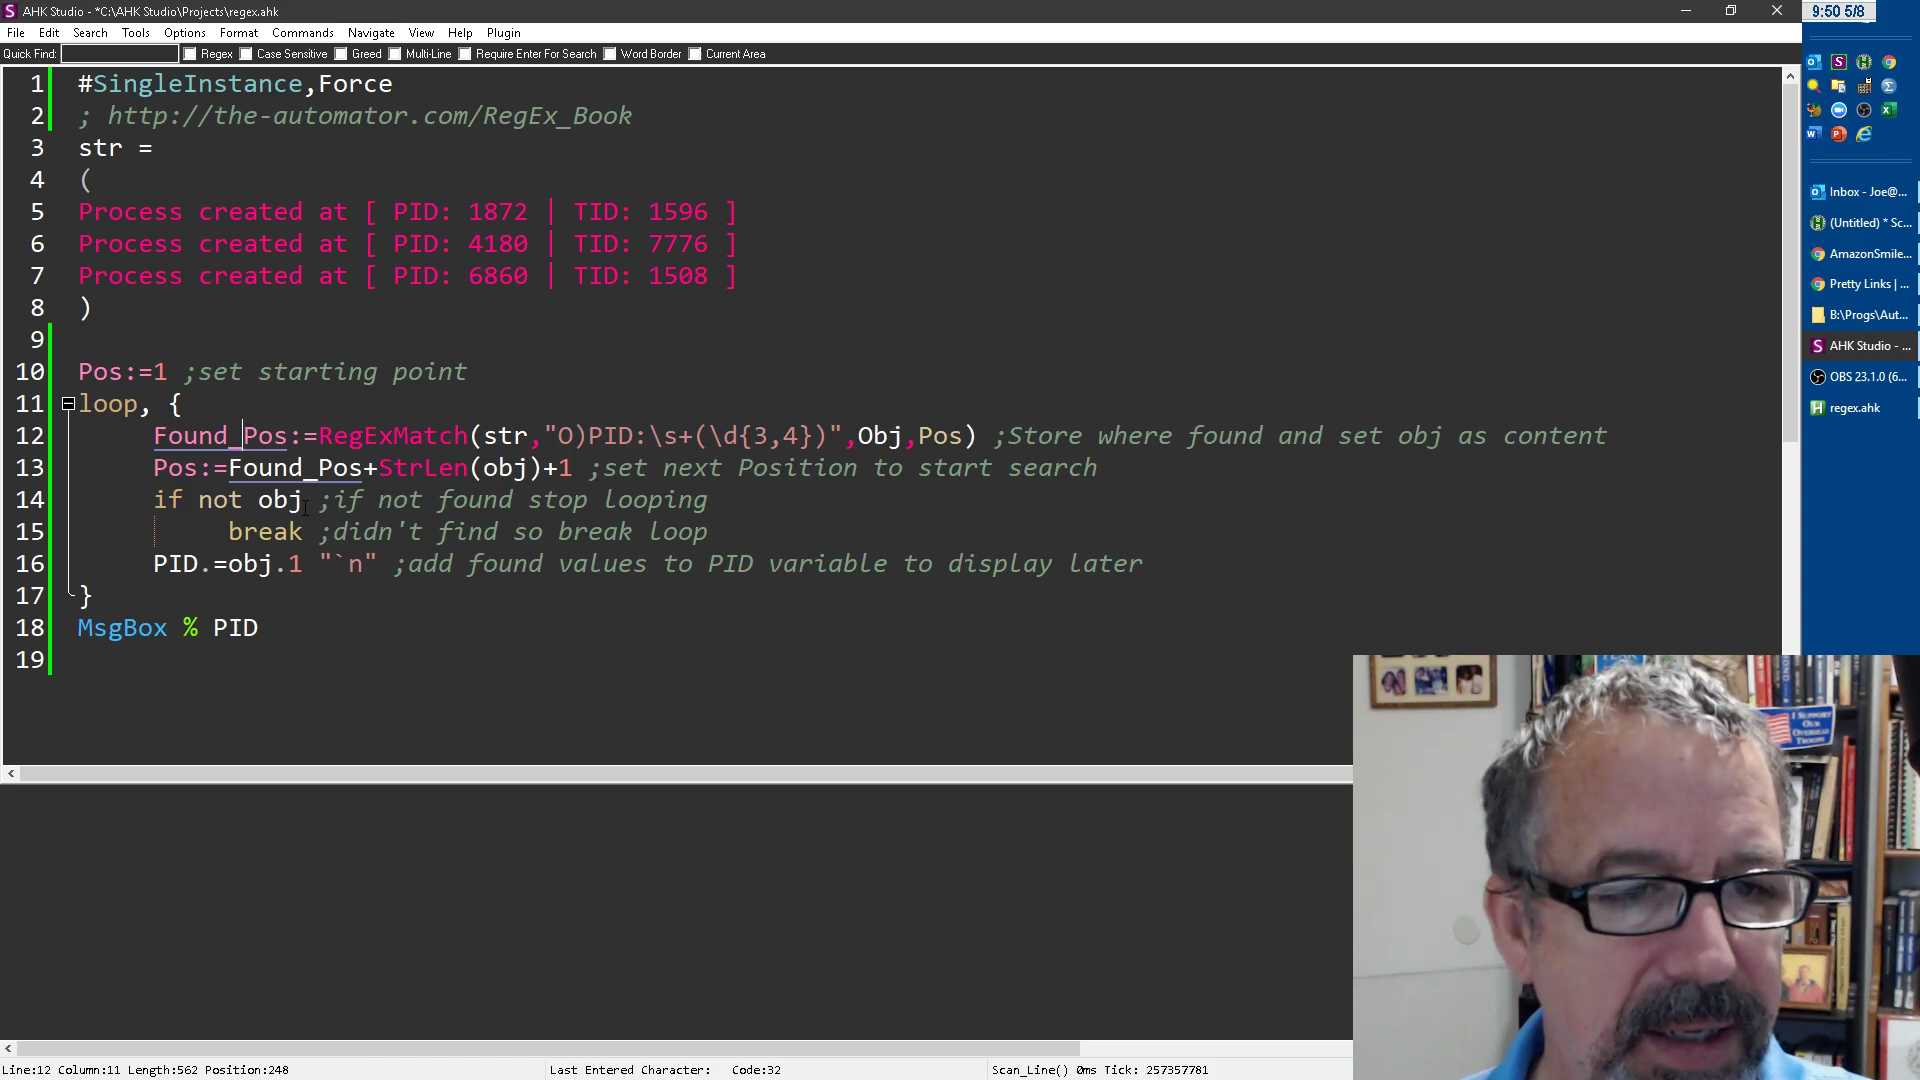 AHK Studio - *C:\AHK Studio\Projects\regex.ahk
9:50 5/8
File Edit Search Tools Options Format Commands Navigate View Help Plugin
Quick Find: Regex Case Sensitive Greed Multi-Line Require Enter For Search Word Border Current Area
1 #SingleInstance,Force
2 ; http://the-automator.com/RegEx_Book
3 str =
4 (
5 Process created at [ PID: 1872 | TID: 1596 ]
6 Process created at [ PID: 4180 | TID: 7776 ]
7 Process created at [ PID: 6860 | TID: 1508 ]
8 )
9
10 Pos:=1 ;set starting point
11 loop, {
12 Found_Pos:=RegExMatch(str,"O)PID:\s+(\d{3,4})",Obj,Pos) ;Store where found and set obj as content
13 Pos:=Found_Pos+StrLen(obj)+1 ;set next Position to start search
14 if not obj ;if not found stop looping
15 break ;didn't find so break loop
16 PID.=obj.1 "`n" ;add found values to PID variable to display later
17 }
18 MsgBox % PID
19
Inbox - Joe@...
(Untitled) * Sc...
AmazonSmile...
Pretty Links | ...
B:\Progs\Aut...
AHK Studio - ...
OBS 23.1.0 (6...
regex.ahk
I SUPPORT
OUR
OVERSEAS
TROOPS
Line:12 Column:11 Length:562 Position:248
Last Entered Character: Code:32
Scan_Line() 0ms Tick: 257357781